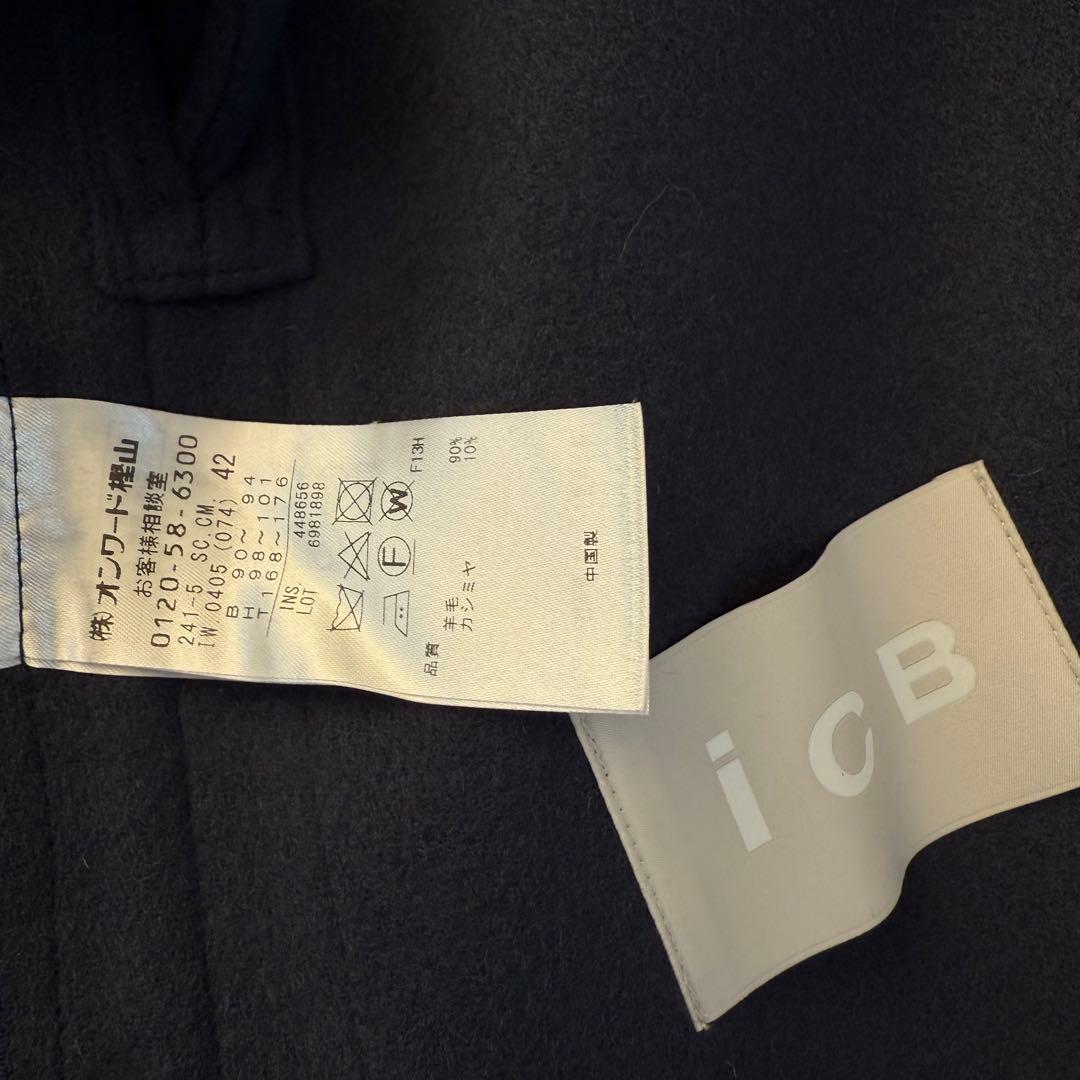 (株)オンワード樫山
お客様相談室
0120-58-6300
241-5 SC.CM. 42
IW.0405 (074)
B 90～94
H 98～101
T168～176
INS. 448656
LOT 6981898
F W
F13H
品質
羊毛 90%
カシミヤ 10%
中国製
icB